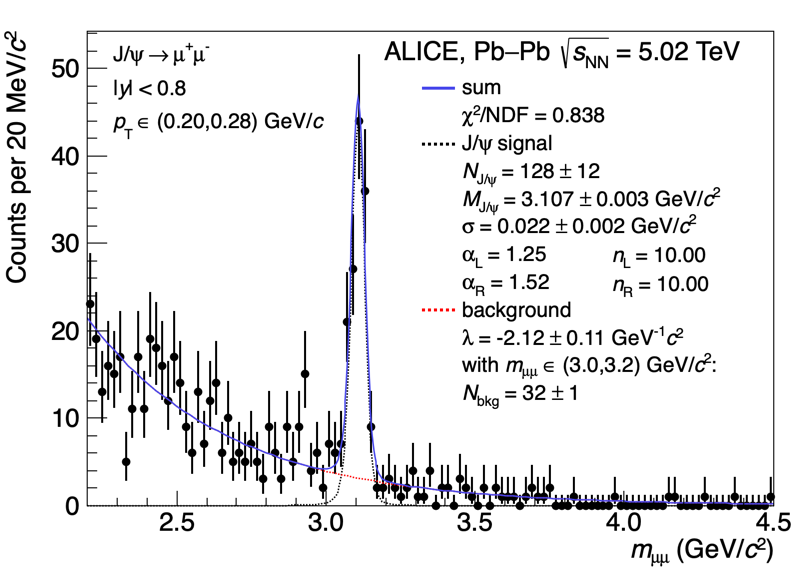 J/ψ → μ⁺μ⁻
|y| < 0.8
p_T ∈ (0.20,0.28) GeV/c
ALICE, Pb–Pb √s_NN = 5.02 TeV
sum
χ²/NDF = 0.838
J/ψ signal
N_J/ψ = 128 ± 12
M_J/ψ = 3.107 ± 0.003 GeV/c²
σ = 0.022 ± 0.002 GeV/c²
α_L = 1.25 n_L = 10.00
α_R = 1.52 n_R = 10.00
background
λ = -2.12 ± 0.11 GeV⁻¹c²
with m_μμ ∈ (3.0,3.2) GeV/c²:
N_bkg = 32 ± 1
Counts per 20 MeV/c²
50
40
30
20
10
0
2.5 3.0 3.5 4.0 4.5
m_μμ (GeV/c²)